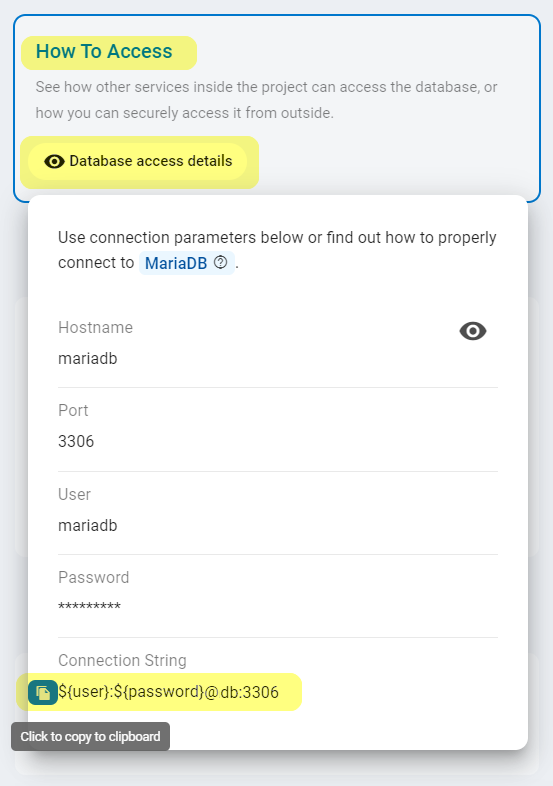 How To Access
See how other services inside the project can access the database, or
how you can securely access it from outside.
Database access details
Use connection parameters below or find out how to properly
connect to MariaDB ?.
Hostname
mariadb
Port
3306
User
mariadb
Password
*********
Connection String
${user}:${password}@db:3306
Click to copy to clipboard